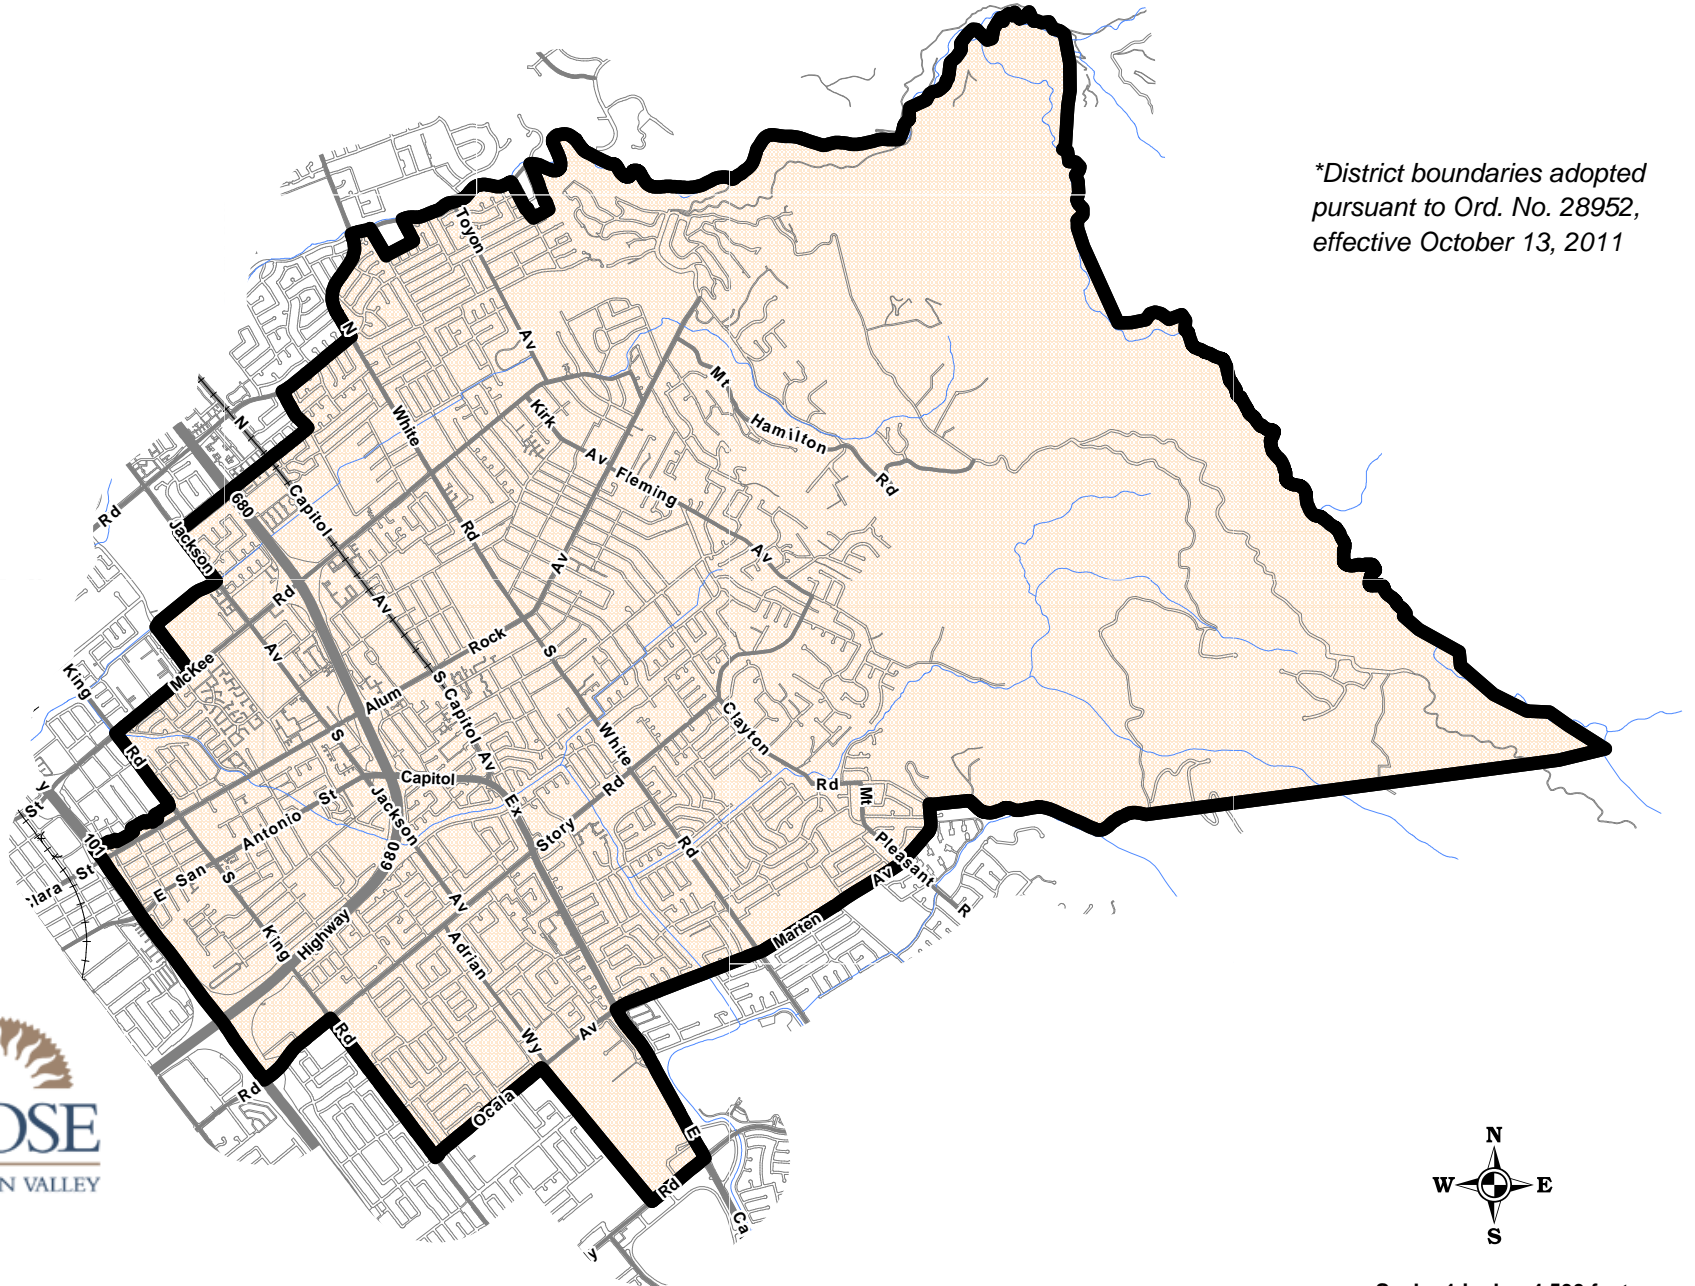 *District boundaries adopted
pursuant to Ord. No. 28952,
effective October 13, 2011
Toyon
Av
N
White
Rd
S
White
Rd
Kirk
Av
Fleming
Av
Mt
Hamilton
Rd
N
Capitol
Av
S Capitol Av
680
Jackson
Av
S
Jackson
Av
Rd
McKee
Rd
Alum
Rock
Av
King
Rd
S
King
Rd
Capitol
Ex
Story
Rd
Clayton
Rd
Mt
Pleasant
R
Marten
Av
E San Antonio St
680
Highway
101
St
y
St
Adrian
Wy
Ocala
Av
Rd
E
Rd
Ca
y
OSE
N VALLEY
N
W
E
S